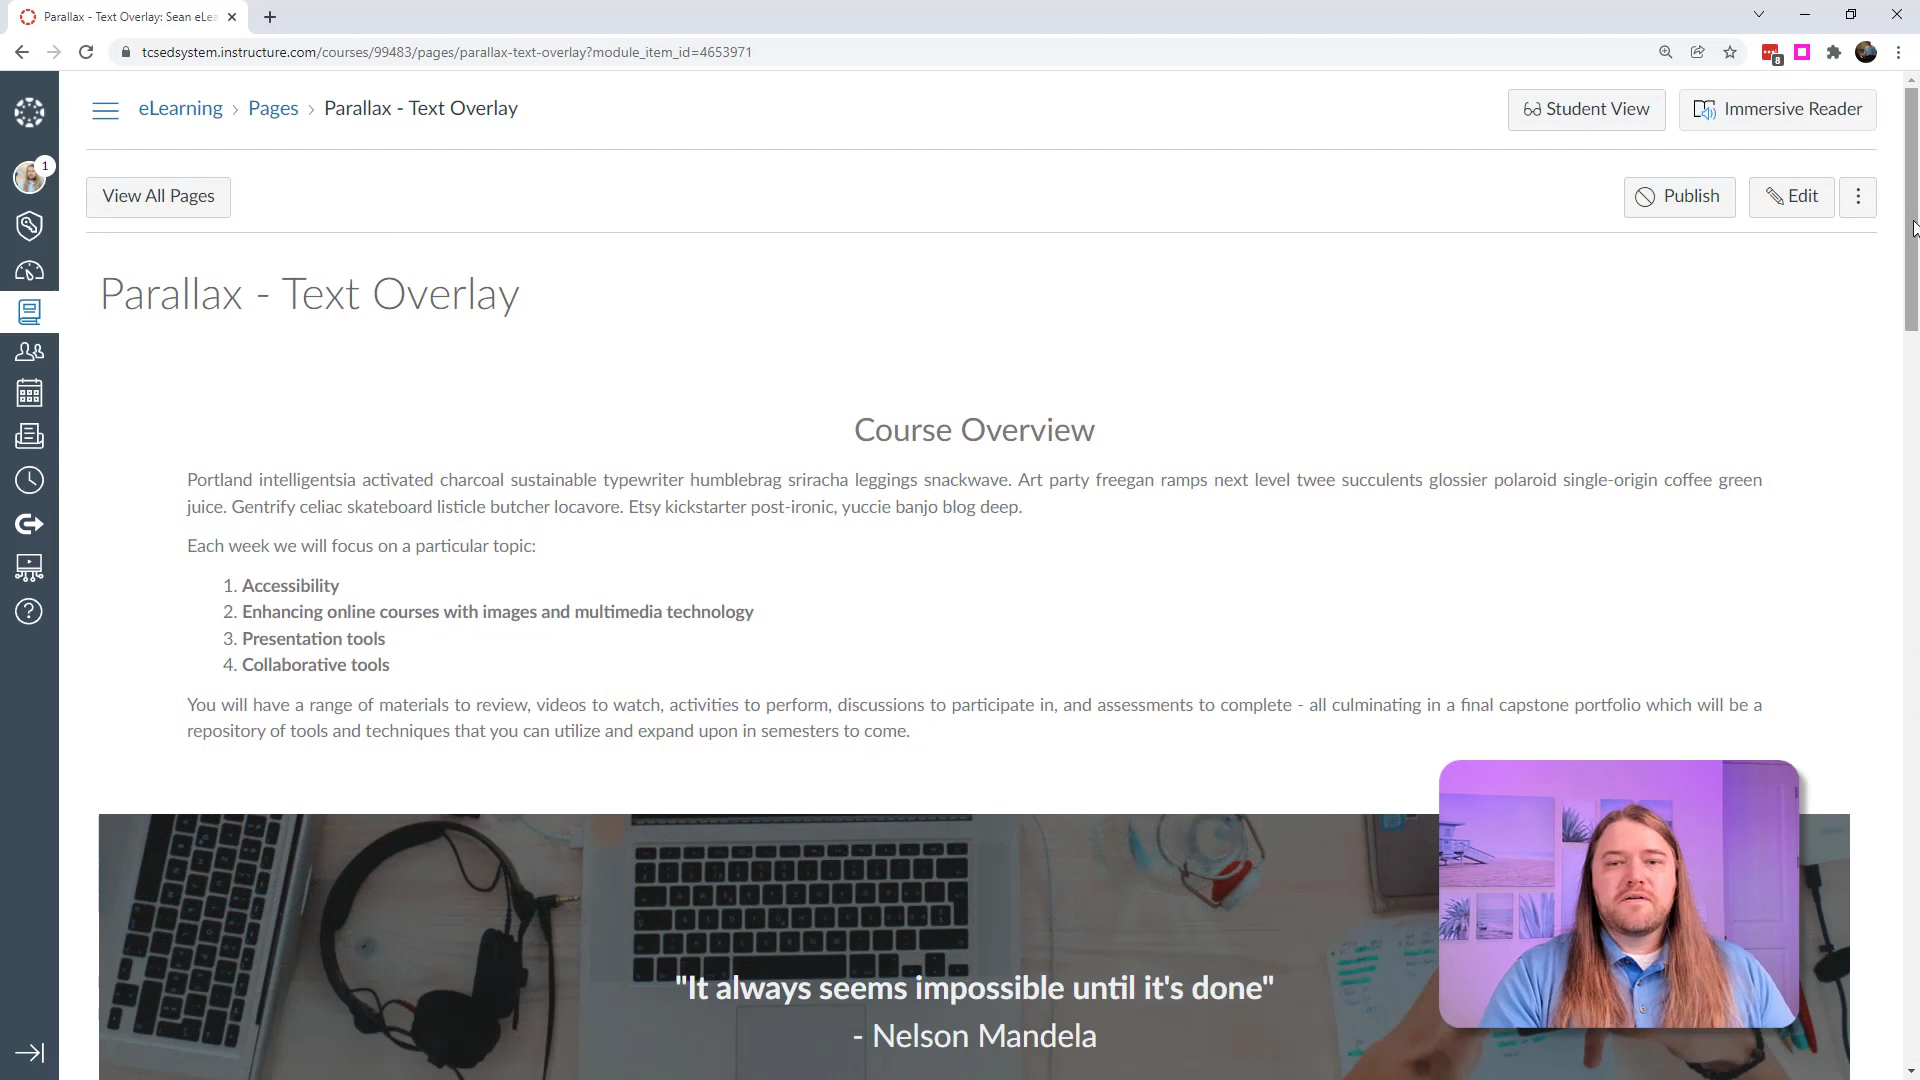 Parallax - Text Overlay: Sean eLea
tcsedsystem.instructure.com/courses/99483/pages/parallax-text-overlay?module_item_id=4653971
8
1
eLearning › Pages › Parallax - Text Overlay
Student View
Immersive Reader
View All Pages
Publish
Edit
Parallax - Text Overlay
Course Overview
Portland intelligentsia activated charcoal sustainable typewriter humblebrag sriracha leggings snackwave. Art party freegan ramps next level twee succulents glossier polaroid single-origin coffee green
juice. Gentrify celiac skateboard listicle butcher locavore. Etsy kickstarter post-ironic, yuccie banjo blog deep.
Each week we will focus on a particular topic:
1. Accessibility
2. Enhancing online courses with images and multimedia technology
3. Presentation tools
4. Collaborative tools
You will have a range of materials to review, videos to watch, activities to perform, discussions to participate in, and assessments to complete - all culminating in a final capstone portfolio which will be a
repository of tools and techniques that you can utilize and expand upon in semesters to come.
"It always seems impossible until it's done"
- Nelson Mandela